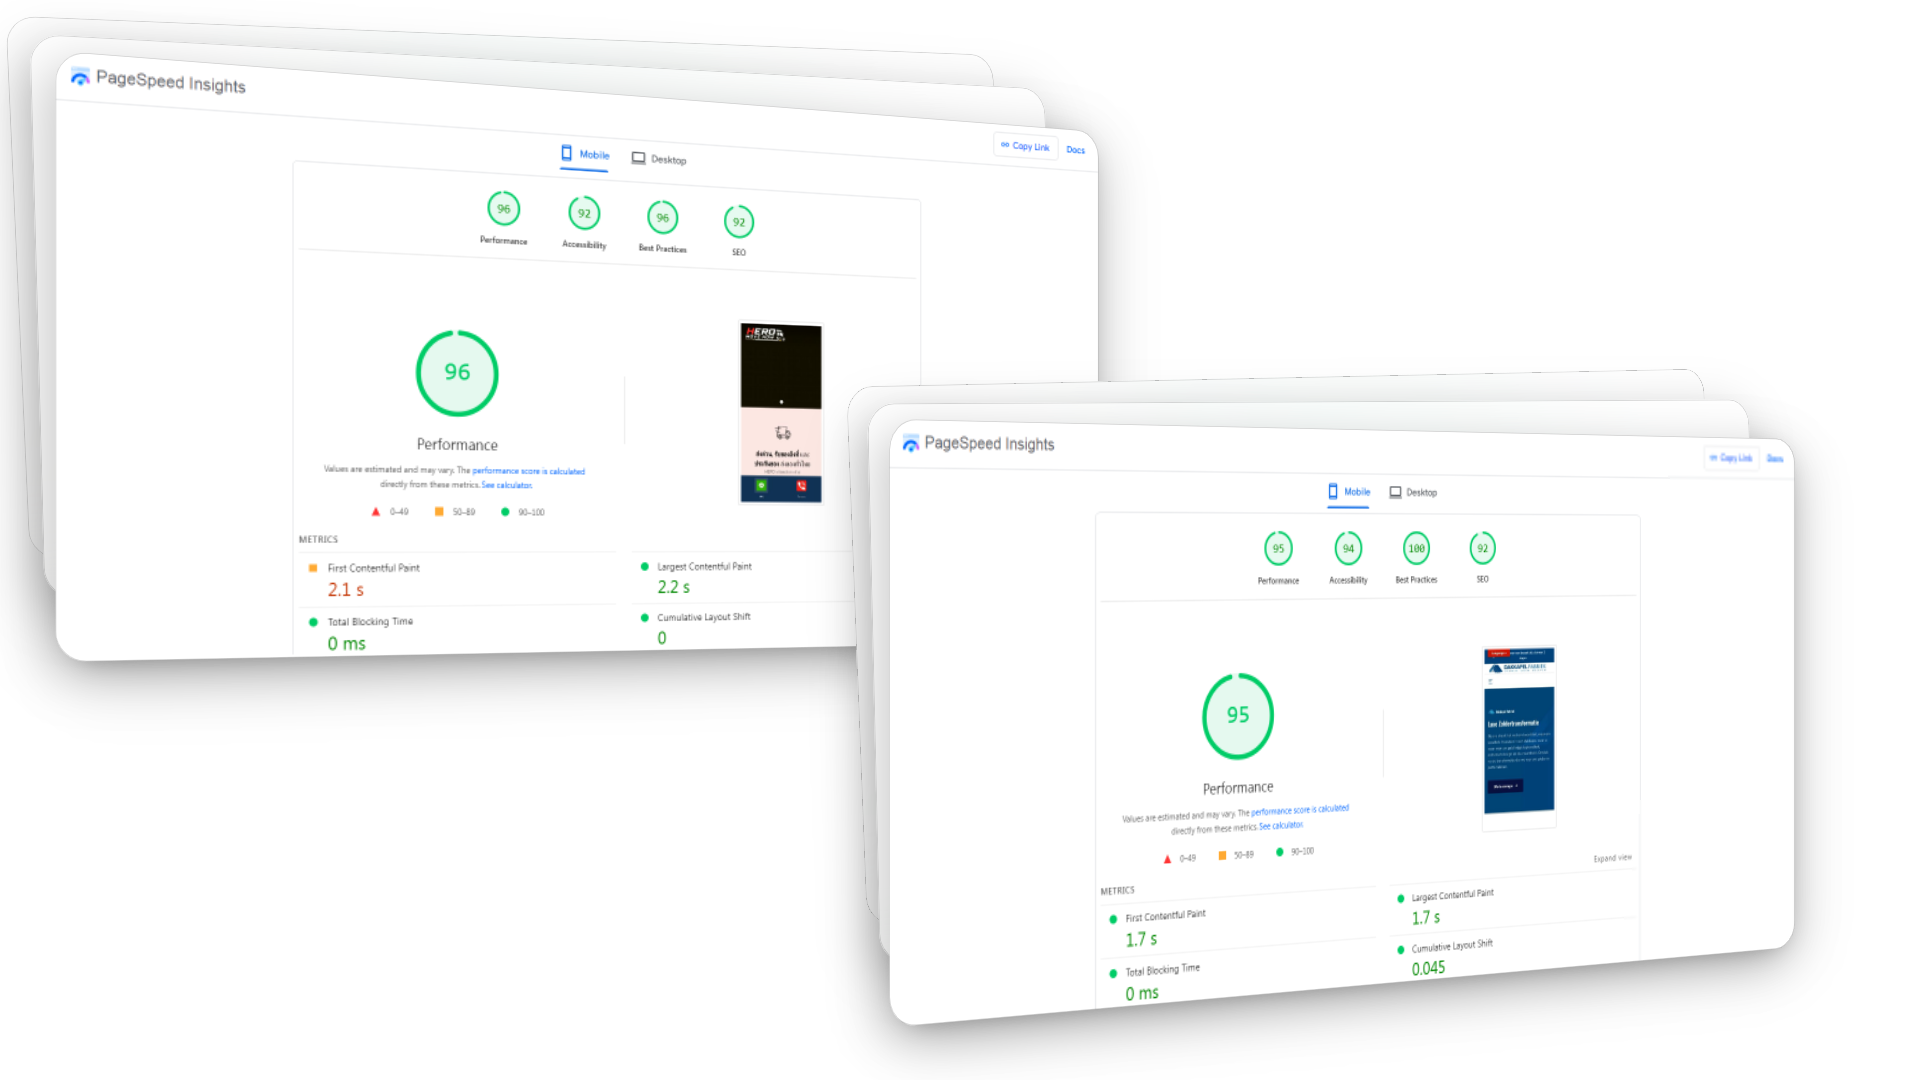 PageSpeed Insights
Copy Link
Docs
Mobile
Desktop
96
92
96
92
Performance
Accessibility
Best Practices
SEO
96
Performance
Values are estimated and may vary. The performance score is calculated
directly from these metrics. See calculator.
0–49
50–89
90–100
METRICS
First Contentful Paint
2.1 s
Largest Contentful Paint
2.2 s
Total Blocking Time
0 ms
Cumulative Layout Shift
0
HERO
PageSpeed Insights
Copy Link
Docs
Mobile
Desktop
95
94
100
92
Performance
Accessibility
Best Practices
SEO
95
Performance
Values are estimated and may vary. The performance score is calculated
directly from these metrics. See calculator.
0–49
50–89
90–100
Expand view
METRICS
First Contentful Paint
1.7 s
Largest Contentful Paint
1.7 s
Total Blocking Time
0 ms
Cumulative Layout Shift
0.045